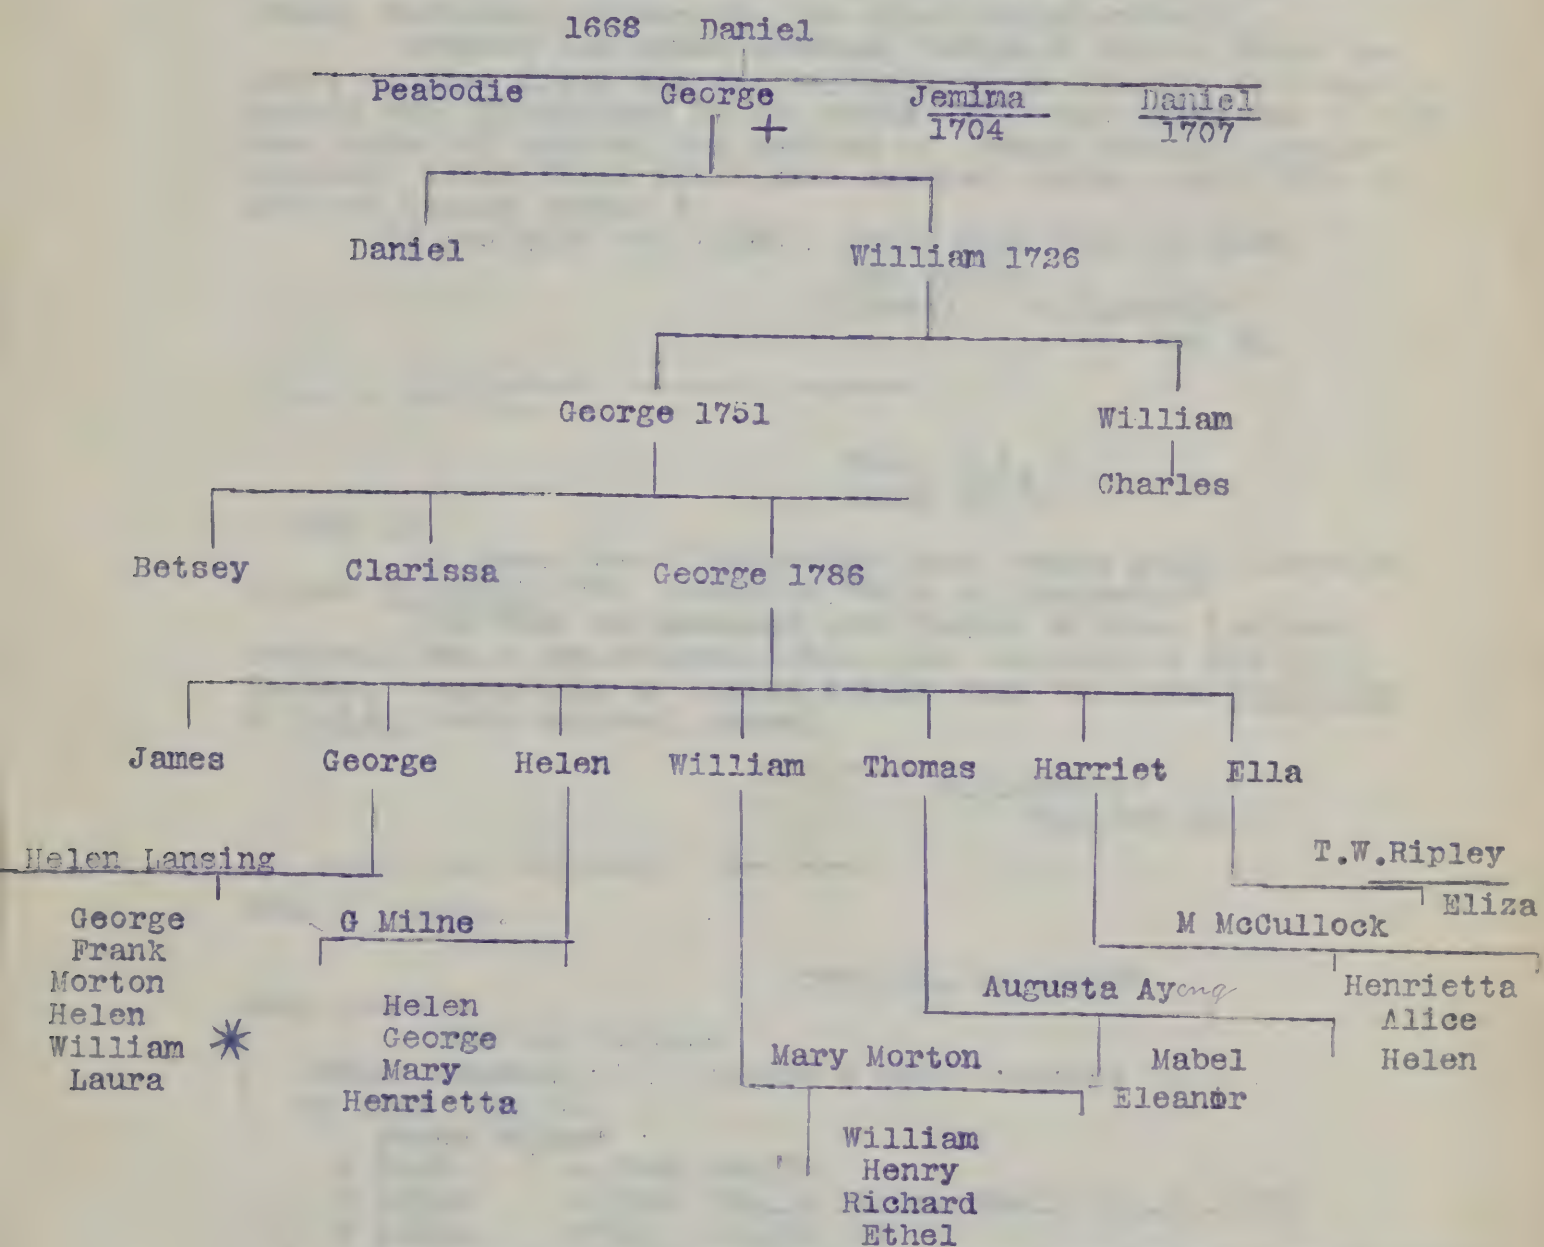 1668 Daniel
Peabodie George Jemima Daniel
+ 1704 1707
Daniel William 1726
George 1751 William
Charles
Betsey Clarissa George 1786
James George Helen William Thomas Harriet Ella
Helen Lansing
George
Frank
Morton
Helen
William *
Laura
G Milne
Helen
George
Mary
Henrietta
Mary Morton
William
Henry
Richard
Ethel
Augusta
Mabel
Eleanor
M McCullock
Henrietta
Alice
Helen
T.W.Ripley
Eliza